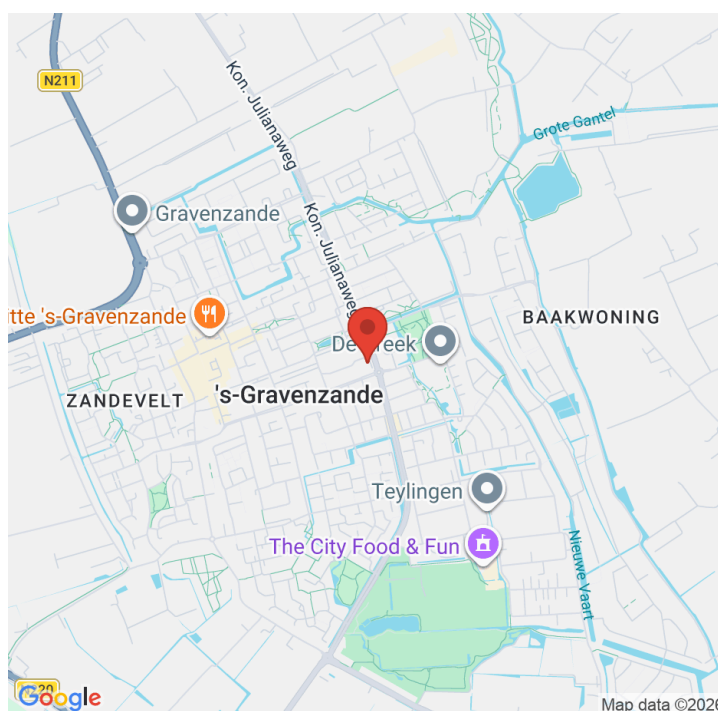 N211
Kon. Julianaweg
Grote Gantel
Gravenzande
Kon. Julianaweg
's-Gravenzande
BAAKWONING
ZANDEVELT
's-Gravenzande
Teylingen
The City Food & Fun
Nieuwe Vaart
Google
Map data ©2026